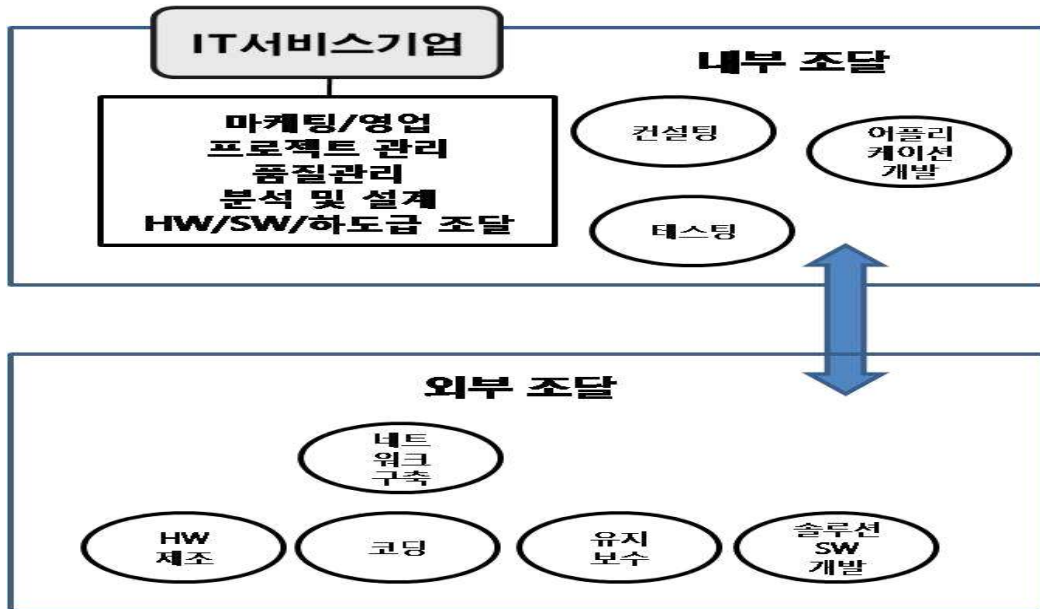 IT서비스기업
내부 조달
마케팅/영업
프로젝트 관리
품질관리
분석 및 설계
HW/SW/하도급 조달
컨설팅
어플리
케이션
개발
테스팅
외부 조달
네트
워크
구축
HW
제조
코딩
유지
보수
솔루션
SW
개발